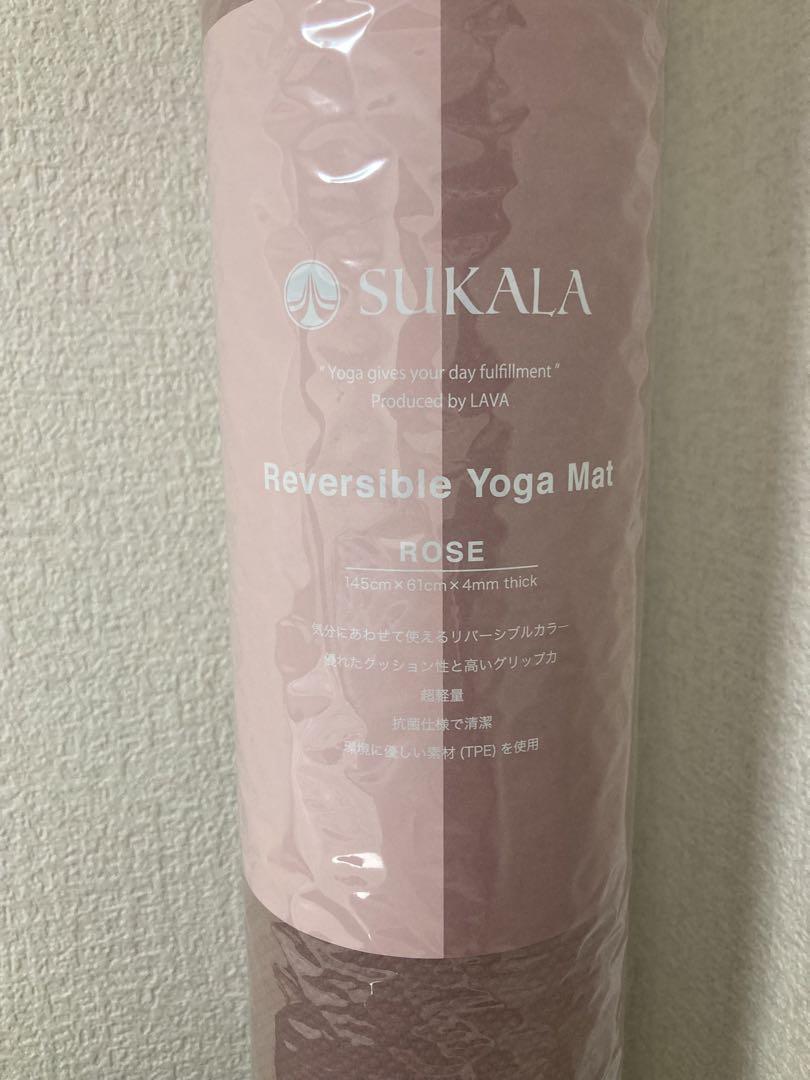 SUKALA
"Yoga gives your day fulfillment"
Produced by LAVA
Reversible Yoga Mat
ROSE
145cm×61cm×4mm thick
気分にあわせて使えるリバーシブルカラー
優れたクッション性と高いグリップ力
超軽量
抗菌仕様で清潔
環境に優しい素材 (TPE) を使用